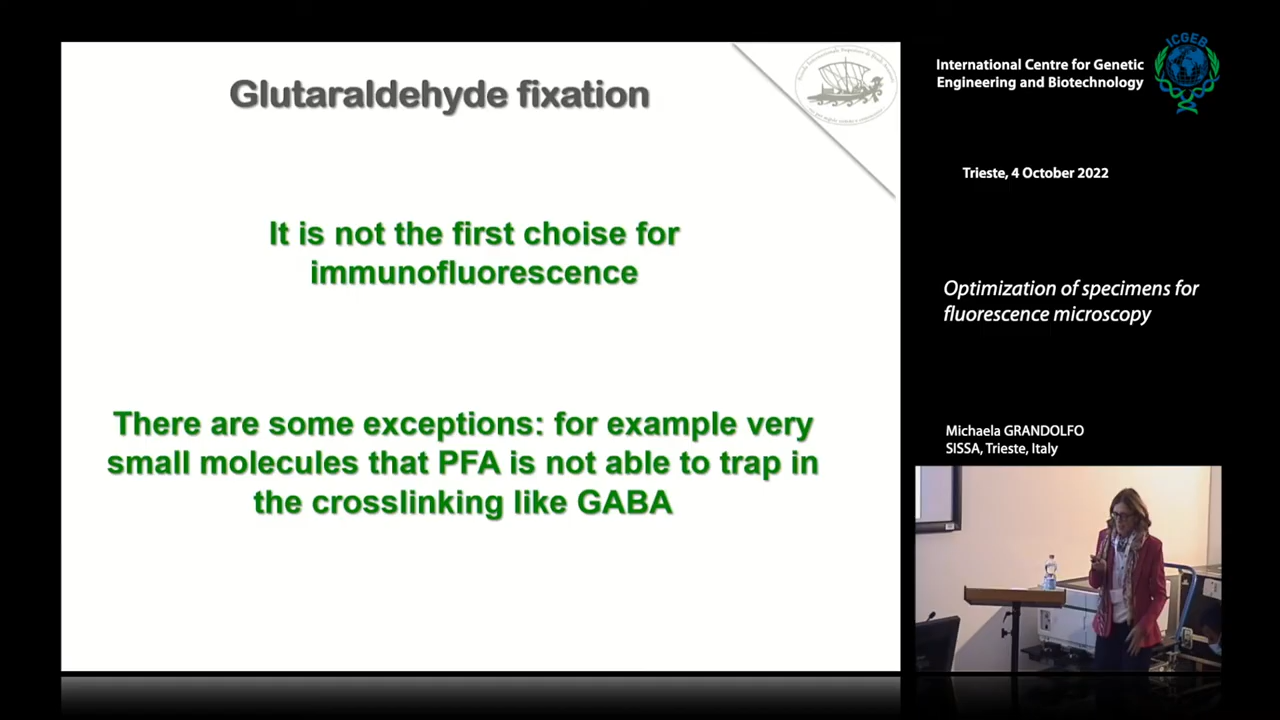 Glutaraldehyde fixation
It is not the first choise for
immunofluorescence
There are some exceptions: for example very
small molecules that PFA is not able to trap in
the crosslinking like GABA
ICGEB
International Centre for Genetic
Engineering and Biotechnology
Trieste, 4 October 2022
Optimization of specimens for
fluorescence microscopy
Michaela GRANDOLFO
SISSA, Trieste, Italy